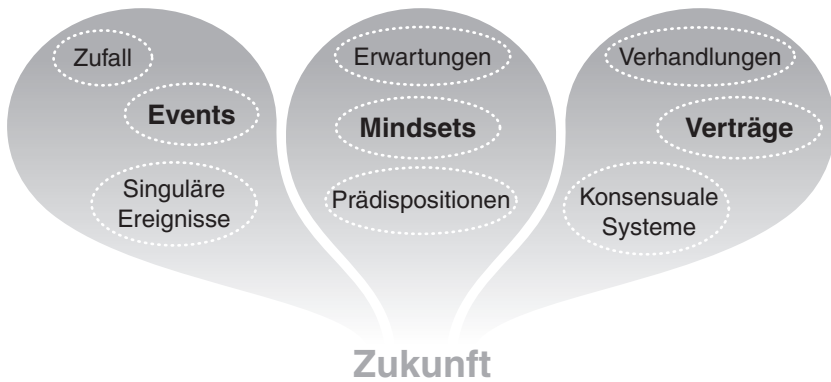 Zufall
Events
Singuläre
Ereignisse
Erwartungen
Mindsets
Prädispositionen
Verhandlungen
Verträge
Konsensuale
Systeme
Zukunft